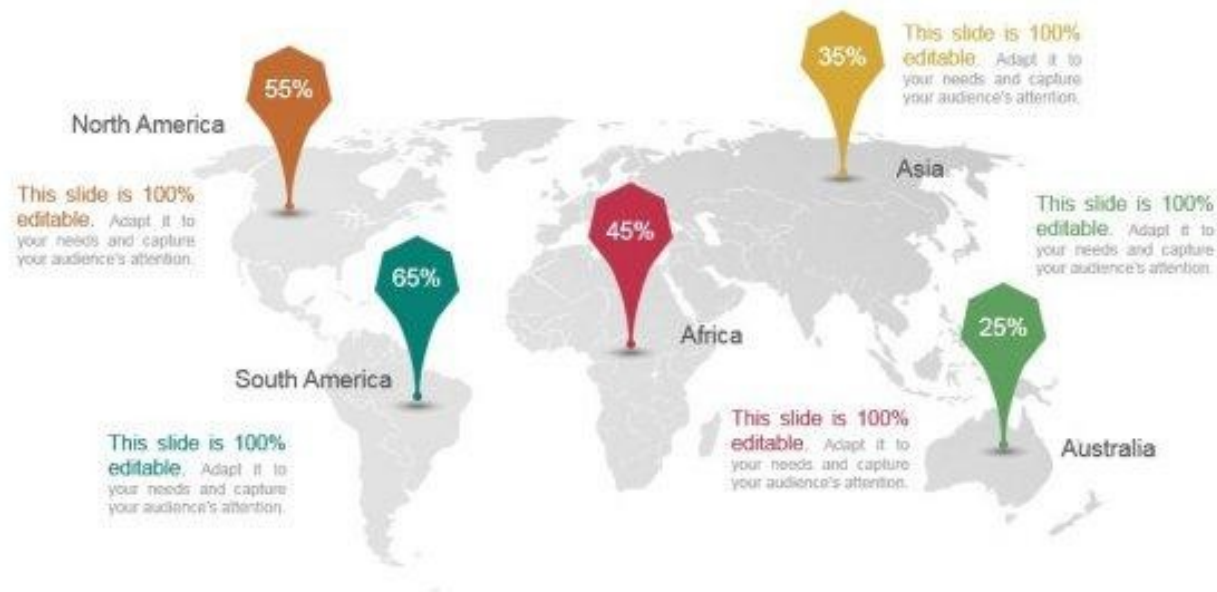 55%
North America
This slide is 100%
editable. Adapt it to
your needs and capture
your audience's attention.
35%
This slide is 100%
editable. Adapt it to
your needs and capture
your audience's attention.
Asia
45%
Africa
This slide is 100%
editable. Adapt it to
your needs and capture
your audience's attention.
65%
South America
This slide is 100%
editable. Adapt it to
your needs and capture
your audience's attention.
This slide is 100%
editable. Adapt it to
your needs and capture
your audience's attention.
25%
Australia